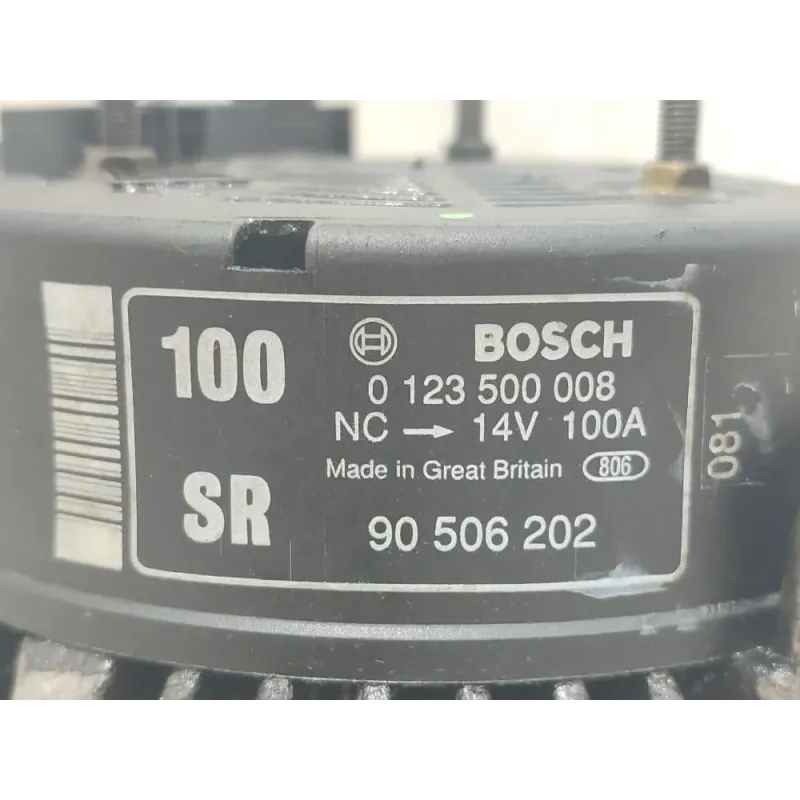 100
BOSCH
0 123 500 008
NC → 14V 100A
Made in Great Britain 806
SR
90 506 202
081